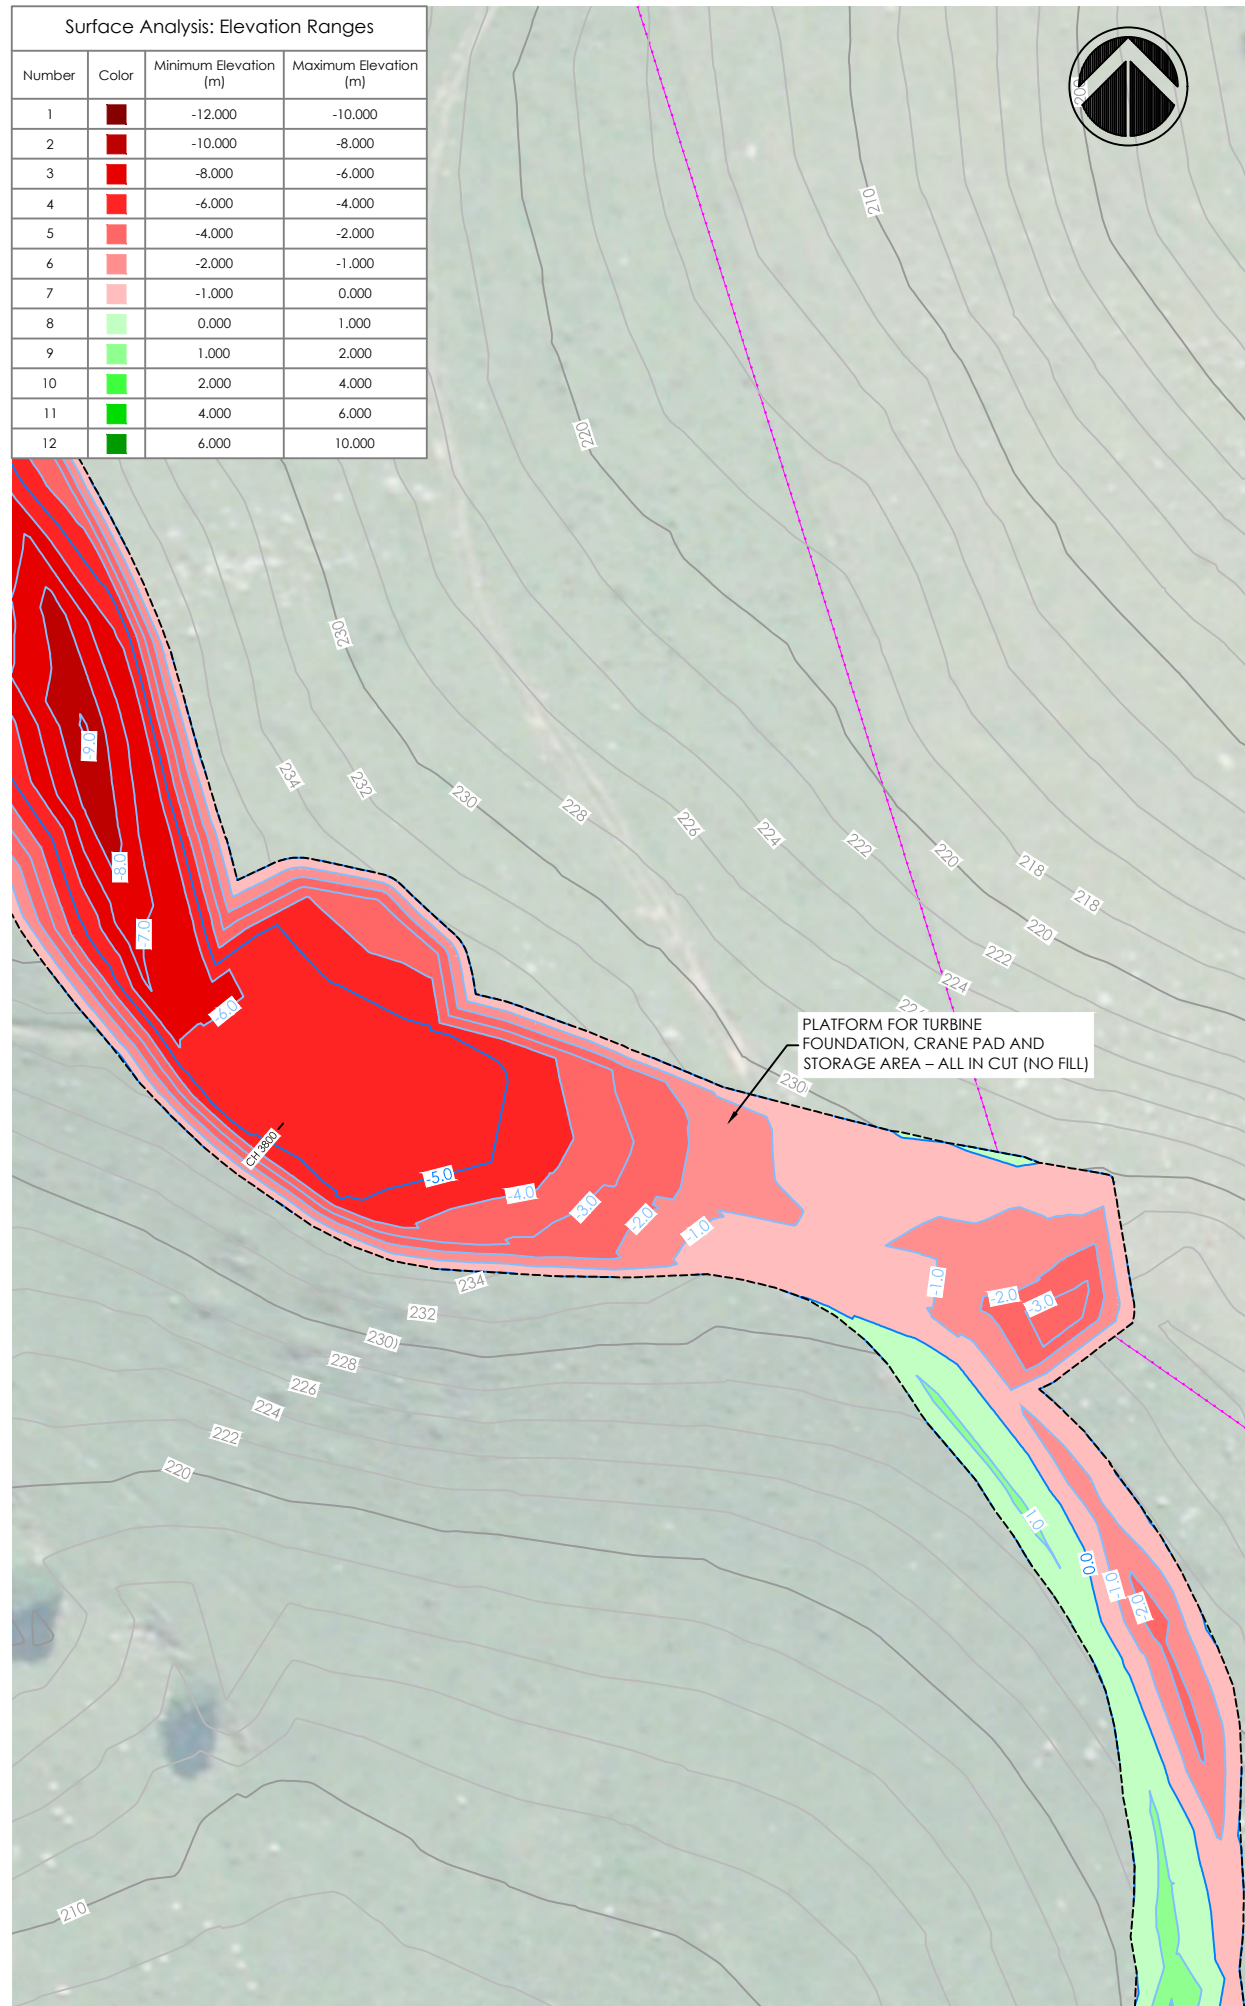 Surface Analysis: Elevation Ranges
Number Color Minimum Elevation (m) Maximum Elevation (m)
1 -12.000 -10.000
2 -10.000 -8.000
3 -8.000 -6.000
4 -6.000 -4.000
5 -4.000 -2.000
6 -2.000 -1.000
7 -1.000 0.000
8 0.000 1.000
9 1.000 2.000
10 2.000 4.000
11 4.000 6.000
12 6.000 10.000
210
220
230
234
232
230
228
226
224
222
220
218
218
220
222
224
-9.0
-8.0
-7.0
-6.0
PLATFORM FOR TURBINE
FOUNDATION, CRANE PAD AND
STORAGE AREA – ALL IN CUT (NO FILL)
230
CH 3800
-5.0
-4.0
-3.0
-2.0
-1.0
-1.0
-2.0
-3.0
234
232
230
228
226
224
222
220
1.0
0.0
-1.0
-2.0
210